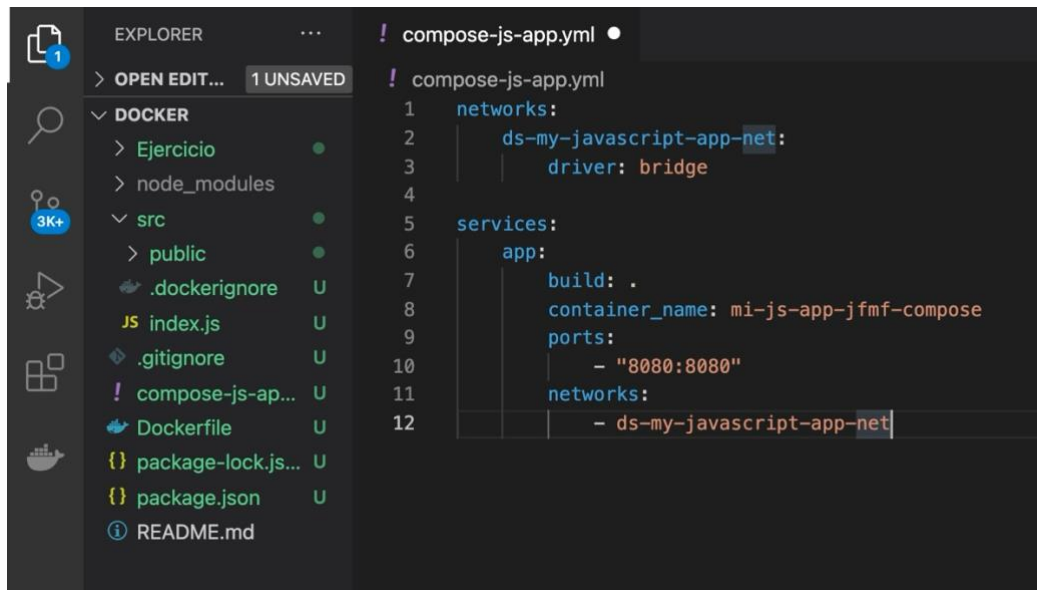 1
3K+
EXPLORER ...
OPEN EDIT... 1 UNSAVED
DOCKER
Ejercicio
node_modules
src
public
.dockerignore U
JS index.js U
.gitignore U
! compose-js-ap... U
Dockerfile U
{} package-lock.js... U
{} package.json U
README.md
! compose-js-app.yml ●
! compose-js-app.yml
1 networks:
2 ds-my-javascript-app-net:
3 driver: bridge
4
5 services:
6 app:
7 build: .
8 container_name: mi-js-app-jfmf-compose
9 ports:
10 - "8080:8080"
11 networks:
12 - ds-my-javascript-app-net